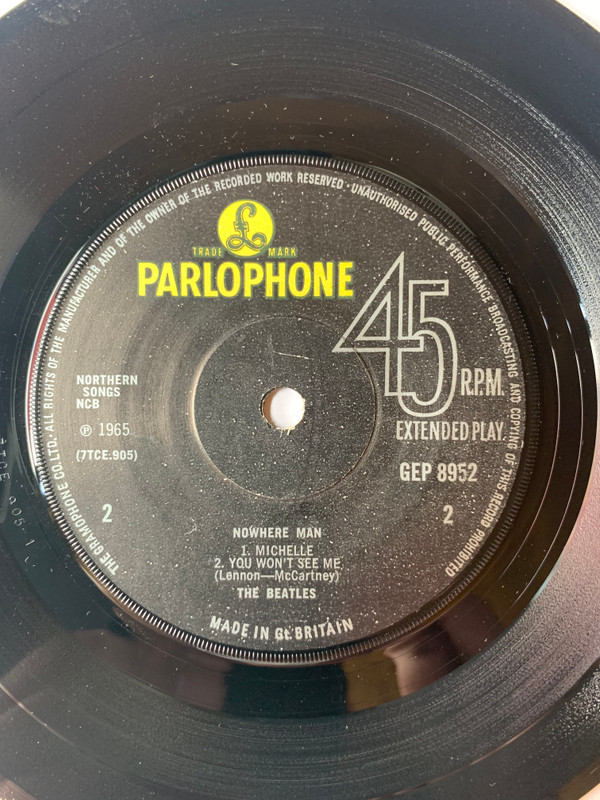 THE GRAMOPHONE CO. LTD. · ALL RIGHTS OF THE MANUFACTURER AND OF THE OWNER OF THE RECORDED WORK RESERVED · UNAUTHORISED PUBLIC PERFORMANCE BROADCASTING AND COPYING OF THIS RECORD PROHIBITED
£
TRADE MARK
PARLOPHONE
45
R.P.M.
EXTENDED PLAY.
GEP 8952
NORTHERN
SONGS
NCB
℗ 1965
(7TCE.905)
2
2
NOWHERE MAN
1. MICHELLE
2. YOU WON'T SEE ME
(Lennon—McCartney)
THE BEATLES
MADE IN GT. BRITAIN